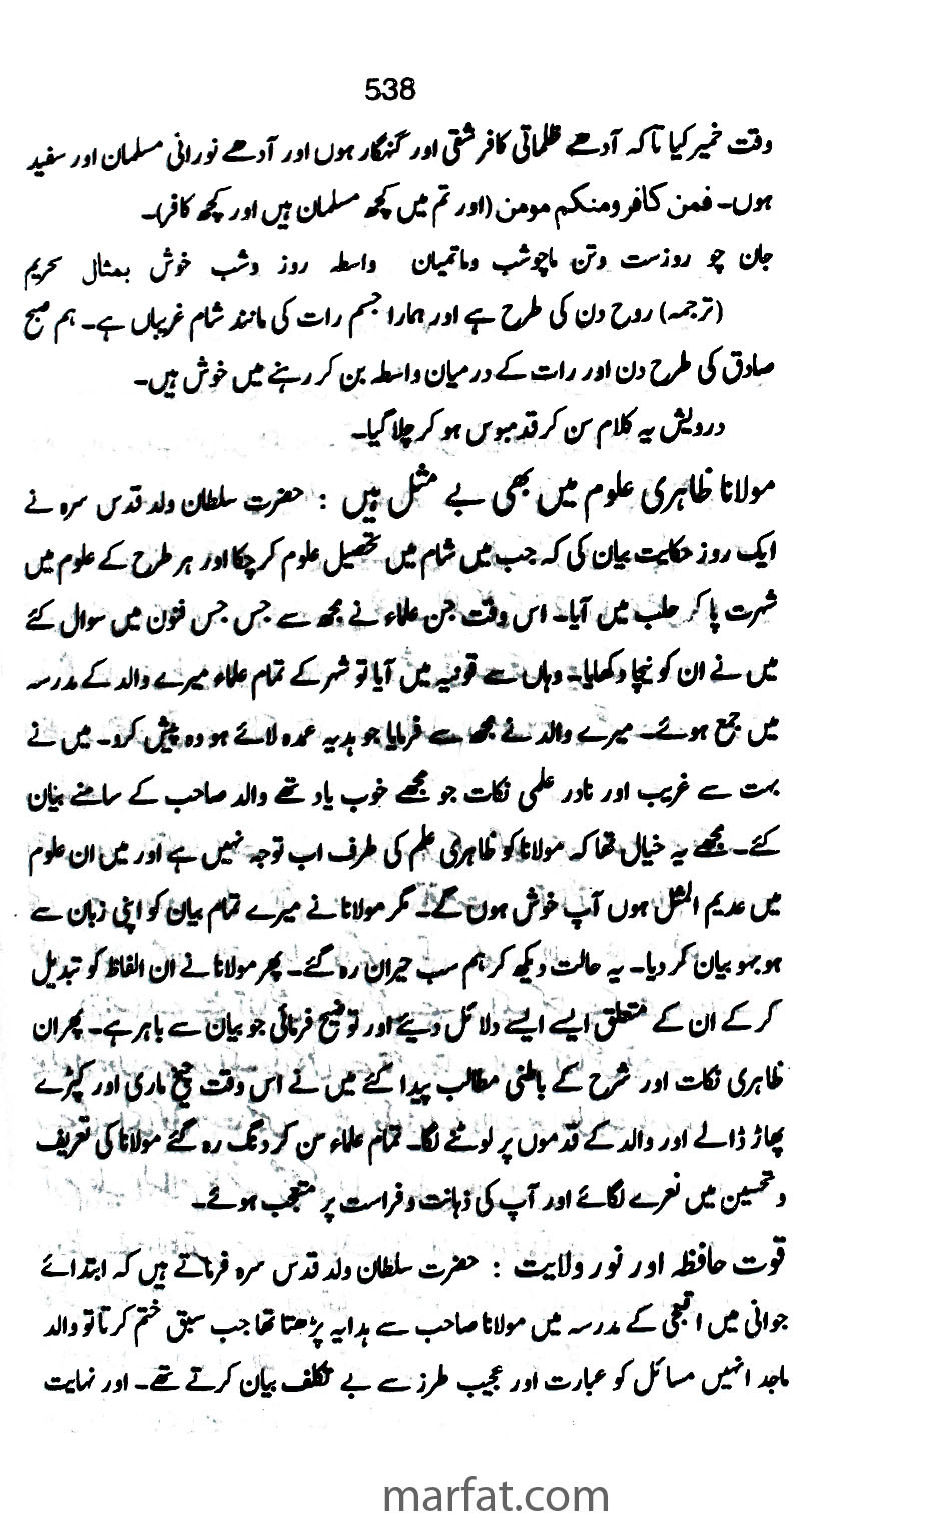 538
وقت خمیر کیا تاکہ آدھے ظلماتی کافر شقی اور گنہگار ہوں اور آدھے نورانی مسلمان اور سفید
ہوں۔ فمن کافر ومنکم مومن (اور تم میں کچھ مسلمان ہیں اور کچھ کافر)۔
جان چو روزست وتن ماچوشب وماتمیان واسطہ روز وشب خوش بمثال سحریم
(ترجمہ) روح دن کی طرح ہے اور ہمارا جسم رات کی مانند شام غریباں ہے۔ ہم صبح
صادق کی طرح دن اور رات کے درمیان واسطہ بن کر رہنے میں خوش ہیں۔
درویش یہ کلام سن کر قدمبوس ہو کر چلا گیا۔
مولانا ظاہری علوم میں بھی بے مثل ہیں : حضرت سلطان ولد قدس سرہ نے
ایک روز حکایت بیان کی کہ جب میں شام میں تحصیل علوم کر چکا اور ہر طرح کے علوم میں
شہرت پا کر حلب میں آیا۔ اس وقت جن علماء نے مجھ سے جس جس فنون میں سوال کئے
میں نے ان کو نیچا دکھلایا۔ وہاں سے قونیہ میں آیا تو شہر کے تمام علماء میرے والد کے مدرسہ
میں جمع ہوئے۔ میرے والد نے مجھ سے فرمایا جو ہدیہ عمدہ لائے ہو وہ پیش کرو۔ میں نے
بہت سے غریب اور نادر علمی نکات جو مجھے خوب یاد تھے والد صاحب کے سامنے بیان
کئے۔ مجھے یہ خیال تھا کہ مولانا کو ظاہری علم کی طرف اب توجہ نہیں ہے اور میں ان علوم
میں عدیم المثل ہوں آپ خوش ہوں گے۔ مگر مولانا نے میرے تمام بیان کو اپنی زبان سے
ہو بہو بیان کر دیا۔ یہ حالت دیکھ کر ہم سب حیران رہ گئے۔ پھر مولانا نے ان الفاظ کو تبدیل
کر کے ان کے متعلق ایسے ایسے دلائل دیئے اور توضیح فرمائی جو بیان سے باہر ہے۔ پھر ان
ظاہری نکات اور شرح کے باطنی مطالب پیدا کئے میں نے اس وقت چیخ ماری اور کپڑے
پھاڑ ڈالے اور والد کے قدموں پر لوٹنے لگا۔ تمام علماء سن کر دنگ رہ گئے مولانا کی تعریف
و تحسین میں نعرے لگائے اور آپ کی ذہانت و فراست پر متعجب ہوئے۔
قوت حافظہ اور نور ولایت : حضرت سلطان ولد قدس سرہ فرماتے ہیں کہ ابتدائے
جوانی میں اقبجی کے مدرسہ میں مولانا صاحب سے ہدایہ پڑھتا تھا جب سبق ختم کرتا تو والد
ماجد انہیں مسائل کو عبارت اور عجیب طرز سے بے تکلف بیان کرتے تھے۔ اور نہایت
marfat.com